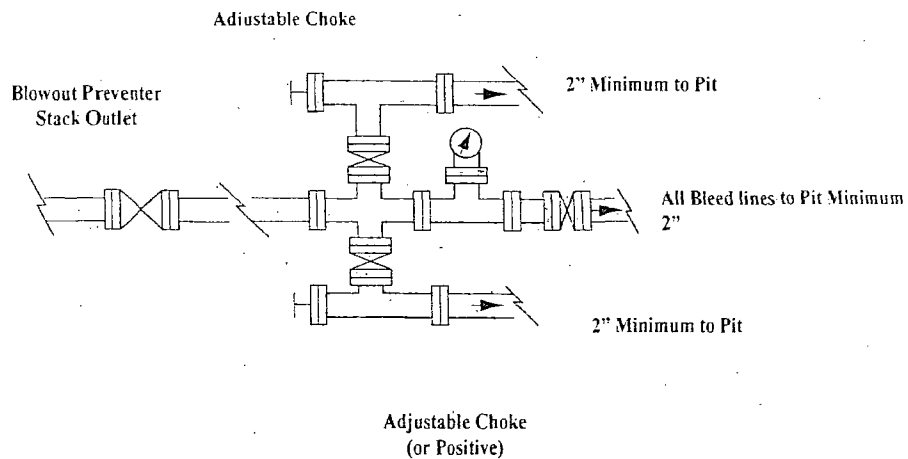 Adjustable Choke
2" Minimum to Pit
Blowout Preventer
Stack Outlet
All Bleed lines to Pit Minimum
2"
2" Minimum to Pit
Adjustable Choke
(or Positive)